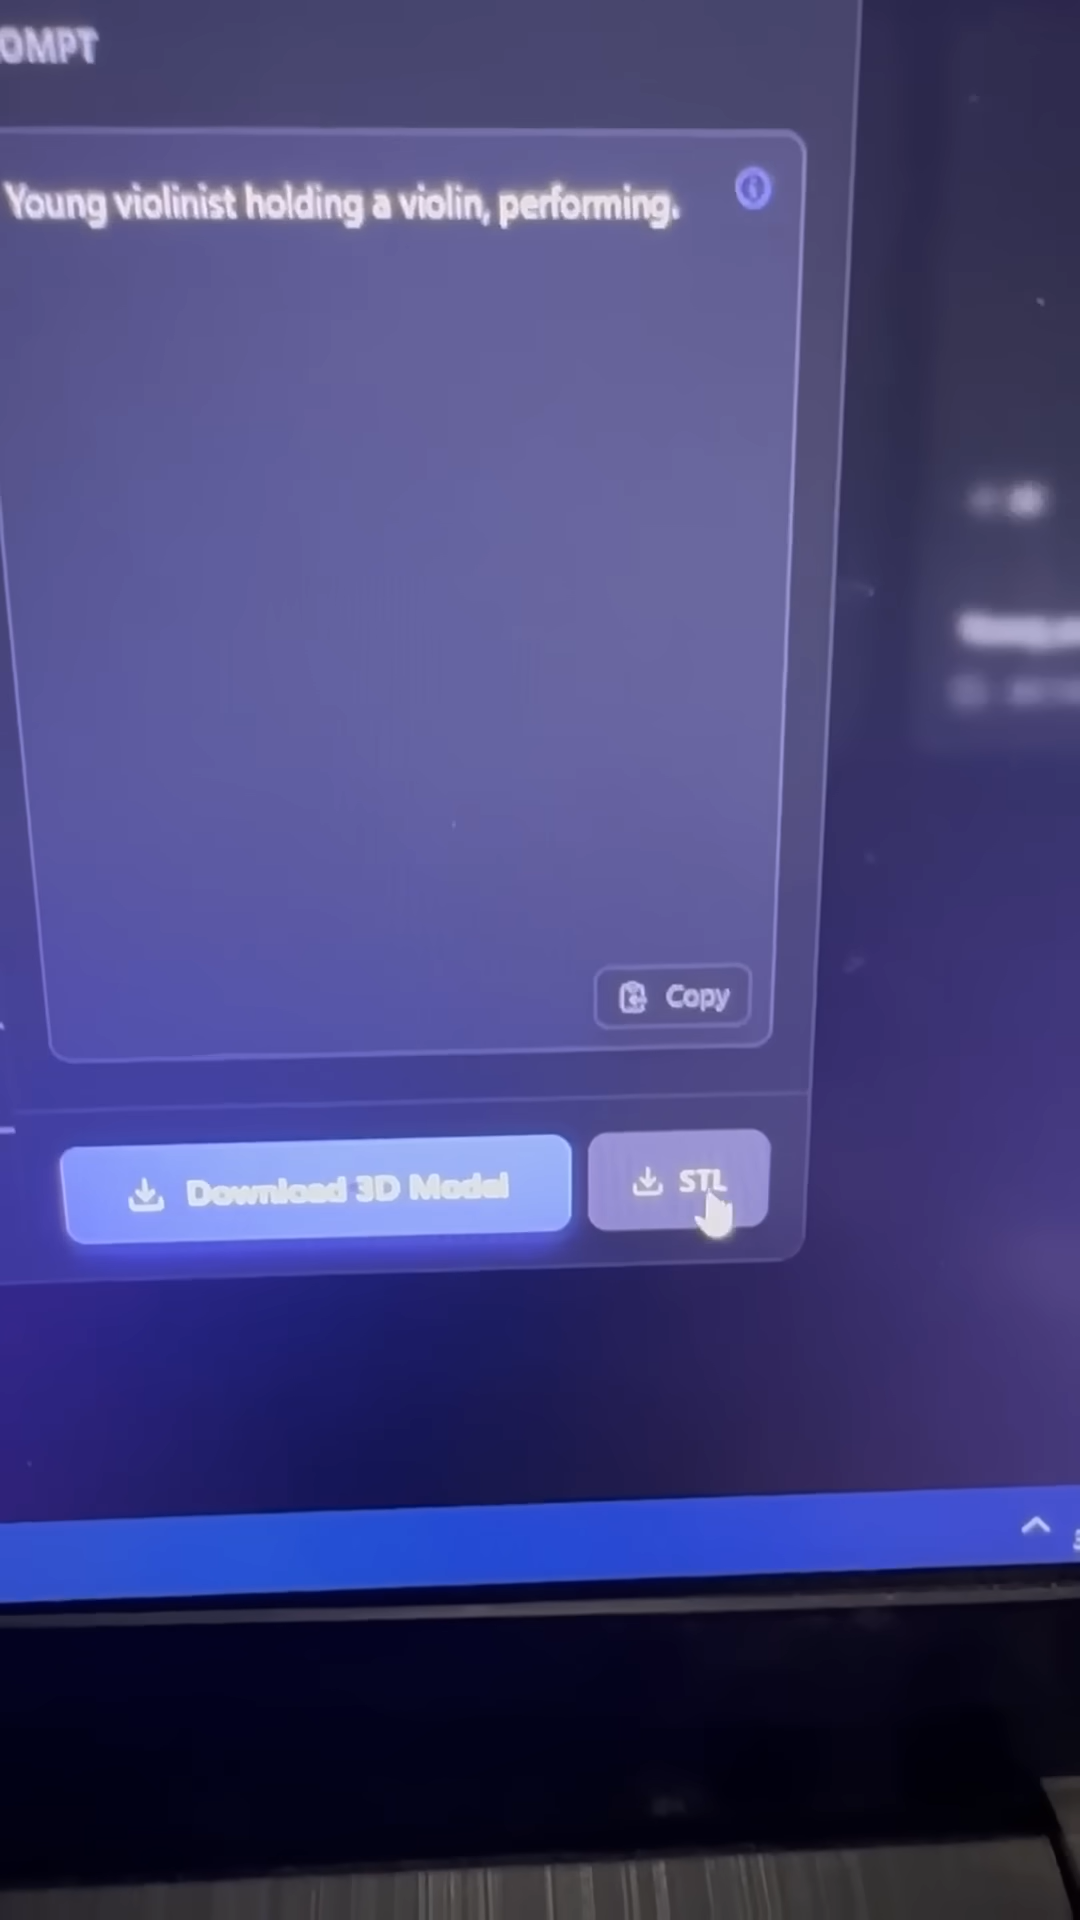 OMPT
Young violinist holding a violin, performing.
Copy
Download 3D Model
STL